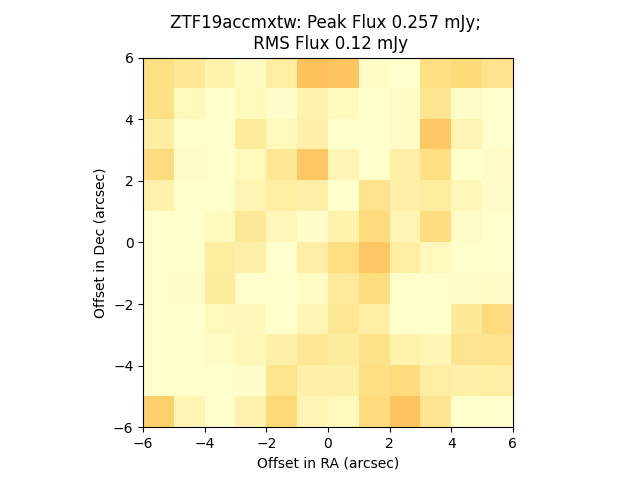 ZTF19accmxtw: Peak Flux 0.257 mJy;
RMS Flux 0.12 mJy
6
4
2
0
−2
−4
−6
Offset in Dec (arcsec)
−6 −4 −2 0 2 4 6
Offset in RA (arcsec)